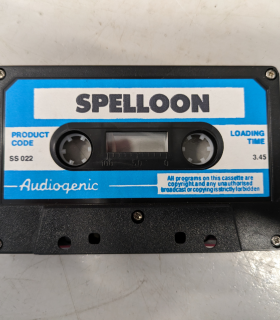 SPELLOON
PRODUCT
CODE
SS 022
LOADING
TIME
3.45
Audiogenic
All programs on this cassette are
copyright and any unauthorised
broadcast or copying is strictly forbidden